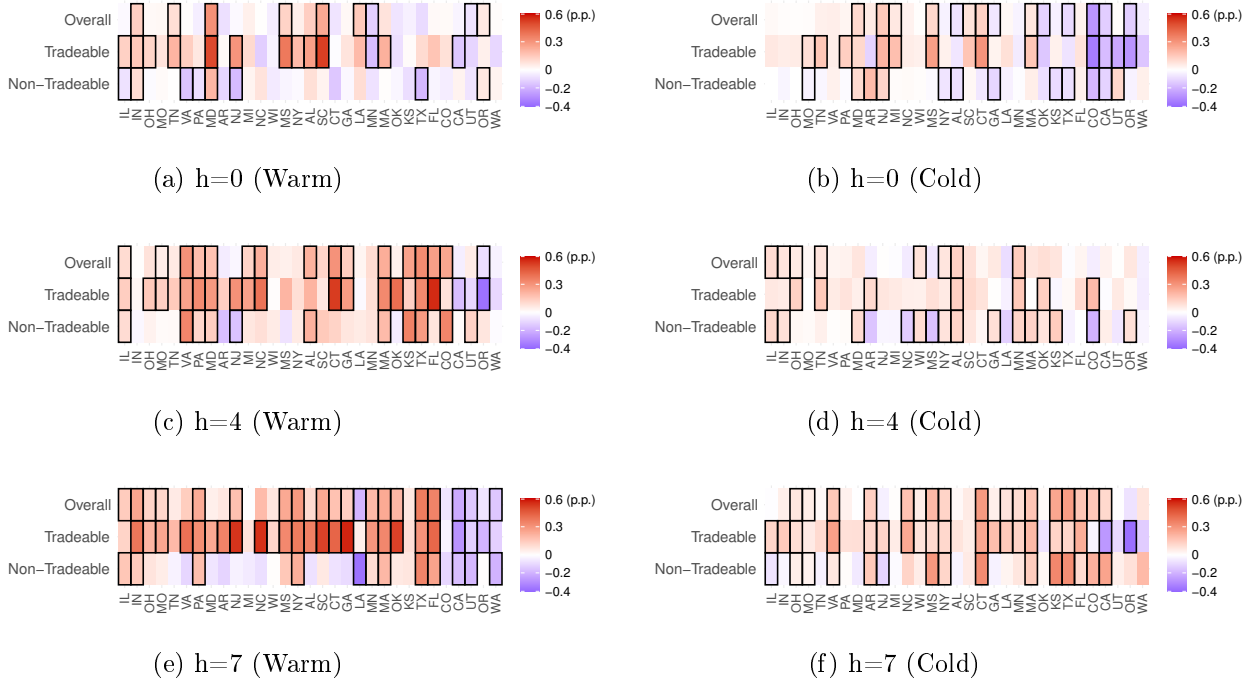 Overall
Tradeable
Non−Tradeable
IL IN OH MO TN VA PA MD AR NJ MI NC WI MS NY AL SC CT GA LA MN MA OK KS TX FL CO CA UT OR WA
0.6 (p.p.)
0.3
0
−0.2
−0.4
(a) h=0 (Warm)
Overall
Tradeable
Non−Tradeable
IL IN OH MO TN VA PA MD AR NJ MI NC WI MS NY AL SC CT GA LA MN MA OK KS TX FL CO CA UT OR WA
0.6 (p.p.)
0.3
0
−0.2
−0.4
(b) h=0 (Cold)
Overall
Tradeable
Non−Tradeable
IL IN OH MO TN VA PA MD AR NJ MI NC WI MS NY AL SC CT GA LA MN MA OK KS TX FL CO CA UT OR WA
0.6 (p.p.)
0.3
0
−0.2
−0.4
(c) h=4 (Warm)
Overall
Tradeable
Non−Tradeable
IL IN OH MO TN VA PA MD AR NJ MI NC WI MS NY AL SC CT GA LA MN MA OK KS TX FL CO CA UT OR WA
0.6 (p.p.)
0.3
0
−0.2
−0.4
(d) h=4 (Cold)
Overall
Tradeable
Non−Tradeable
IL IN OH MO TN VA PA MD AR NJ MI NC WI MS NY AL SC CT GA LA MN MA OK KS TX FL CO CA UT OR WA
0.6 (p.p.)
0.3
0
−0.2
−0.4
(e) h=7 (Warm)
Overall
Tradeable
Non−Tradeable
IL IN OH MO TN VA PA MD AR NJ MI NC WI MS NY AL SC CT GA LA MN MA OK KS TX FL CO CA UT OR WA
0.6 (p.p.)
0.3
0
−0.2
−0.4
(f) h=7 (Cold)